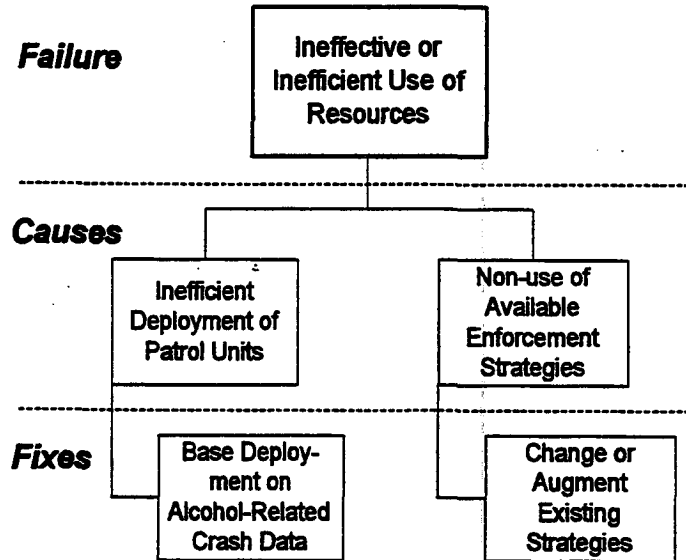 Failure
Ineffective or
Inefficient Use of
Resources
Causes
Inefficient
Deployment of
Patrol Units
Non-use of
Available
Enforcement
Strategies
Fixes
Base Deploy-
ment on
Alcohol-Related
Crash Data
Change or
Augment
Existing
Strategies